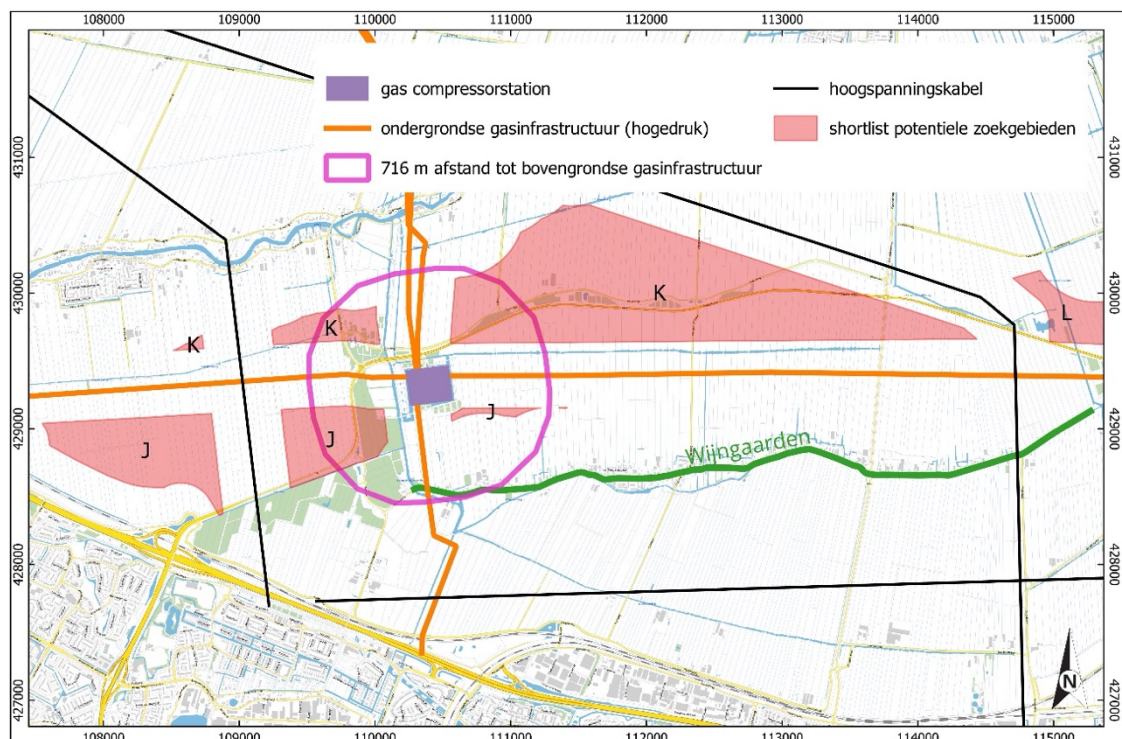 108000 109000 110000 111000 112000 113000 114000 115000
gas compressorstation
hoogspanningskabel
ondergrondse gasinfrastructuur (hogedruk)
shortlist potentiele zoekgebieden
716 m afstand tot bovengrondse gasinfrastructuur
431000
431000
430000
430000
429000
429000
428000
428000
427000
427000
K
K
K
L
J
J
J
Wijngaarden
N
108000 109000 110000 111000 112000 113000 114000 115000